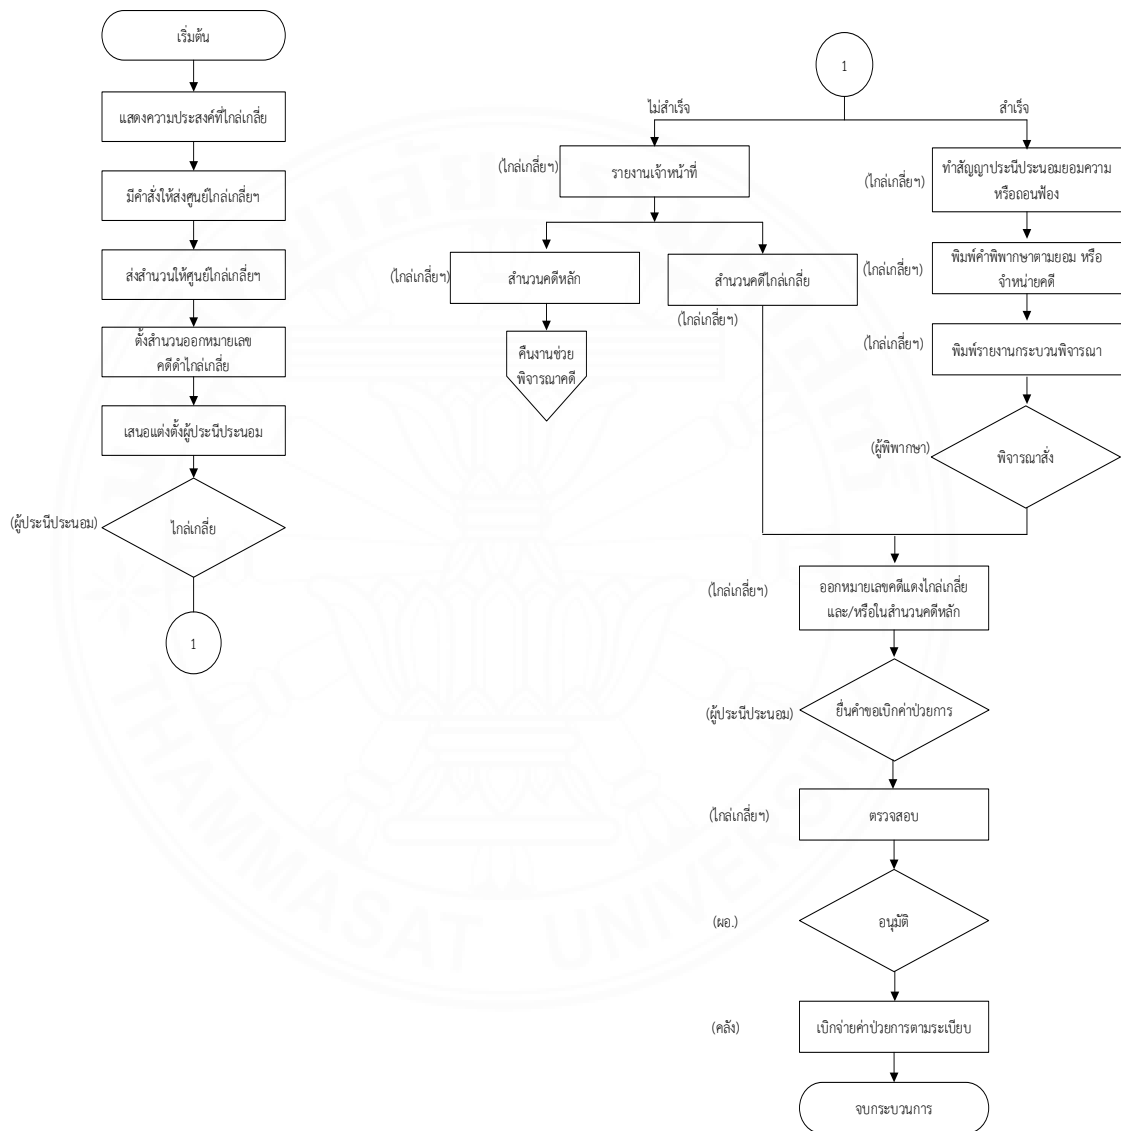 เริ่มต้น
แสดงความประสงค์ที่ไกล่เกลี่ย
มีคำสั่งให้ส่งศูนย์ไกล่เกลี่ยฯ
ส่งสำนวนให้ศูนย์ไกล่เกลี่ยฯ
ตั้งสำนวนออกหมายเลข
คดีดำไกล่เกลี่ย
เสนอแต่งตั้งผู้ประนีประนอม
(ผู้ประนีประนอม)
ไกล่เกลี่ย
1
1
ไม่สำเร็จ
สำเร็จ
(ไกล่เกลี่ยฯ)
รายงานเจ้าหน้าที่
(ไกล่เกลี่ยฯ)
สำนวนคดีหลัก
สำนวนคดีไกล่เกลี่ย
(ไกล่เกลี่ยฯ)
คืนงานช่วย
พิจารณาคดี
(ไกล่เกลี่ยฯ)
ทำสัญญาประนีประนอมยอมความ
หรือถอนฟ้อง
(ไกล่เกลี่ยฯ)
พิมพ์คำพิพากษาตามยอม หรือ
จำหน่ายคดี
(ไกล่เกลี่ยฯ)
พิมพ์รายงานกระบวนพิจารณา
(ผู้พิพากษา)
พิจารณาสั่ง
(ไกล่เกลี่ยฯ)
ออกหมายเลขคดีแดงไกล่เกลี่ย
และ/หรือในสำนวนคดีหลัก
(ผู้ประนีประนอม)
ยื่นคำขอเบิกค่าป่วยการ
(ไกล่เกลี่ยฯ)
ตรวจสอบ
(ผอ.)
อนุมัติ
(คลัง)
เบิกจ่ายค่าป่วยการตามระเบียบ
จบกระบวนการ
THAMMASAT UNIVERSITY